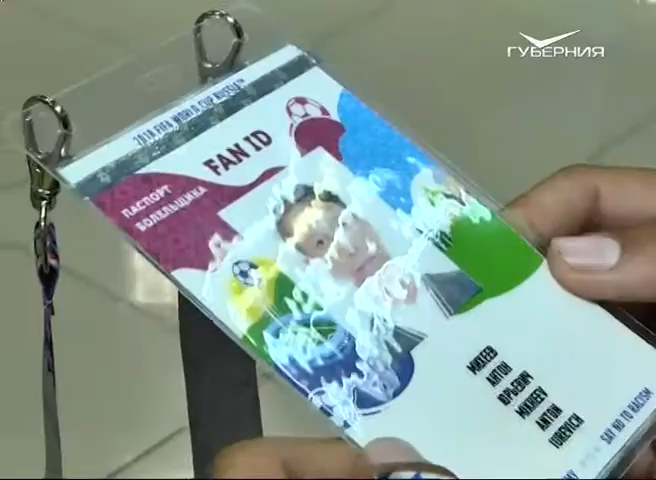 ГУБЕРНИЯ
2018 FIFA WORLD CUP RUSSIA™
FAN ID
ПАСПОРТ
БОЛЕЛЬЩИКА
МИХЕЕВ
АНТОН
ЮРЬЕВИЧ
MIKHEEV
ANTON
IUREVICH
SAY NO TO RACISM